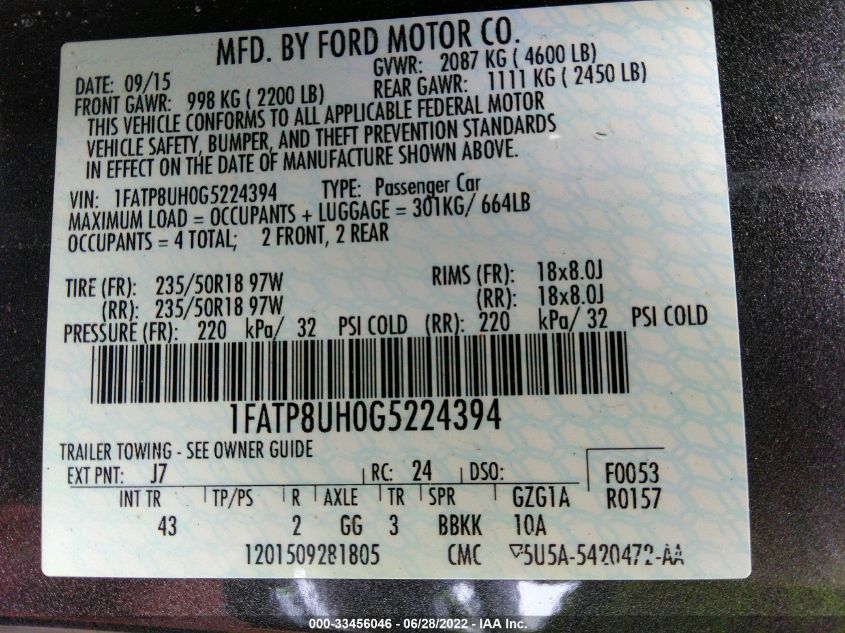 MFD. BY FORD MOTOR CO.
DATE: 09/15 GVWR: 2087 KG ( 4600 LB)
FRONT GAWR: 998 KG ( 2200 LB) REAR GAWR: 1111 KG ( 2450 LB)
THIS VEHICLE CONFORMS TO ALL APPLICABLE FEDERAL MOTOR
VEHICLE SAFETY, BUMPER, AND THEFT PREVENTION STANDARDS
IN EFFECT ON THE DATE OF MANUFACTURE SHOWN ABOVE.
VIN: 1FATP8UH0G5224394 TYPE: Passenger Car
MAXIMUM LOAD = OCCUPANTS + LUGGAGE = 301KG/ 664LB
OCCUPANTS = 4 TOTAL; 2 FRONT, 2 REAR
TIRE (FR): 235/50R18 97W RIMS (FR): 18x8.0J
(RR): 235/50R18 97W (RR): 18x8.0J
PRESSURE (FR): 220 kPa/ 32 PSI COLD (RR): 220 kPa/ 32 PSI COLD
1FATP8UH0G5224394
TRAILER TOWING - SEE OWNER GUIDE
EXT PNT: J7 RC: 24 DSO: F0053
INT TR TP/PS R AXLE TR SPR GZG1A R0157
43 2 GG 3 BBKK 10A
1201509281805 CMC 5U5A-5420472-AA
000-33456046 - 06/28/2022 - IAA Inc.